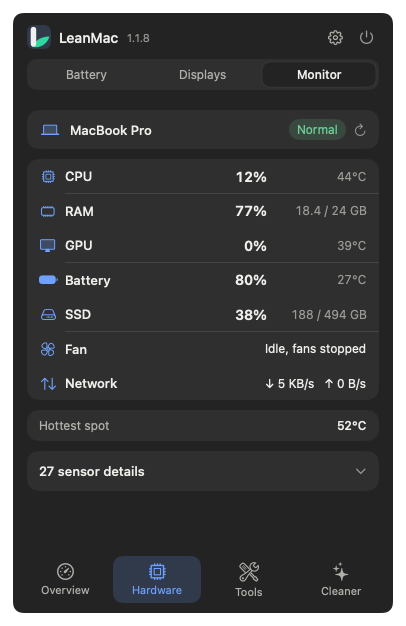 LeanMac 1.1.8
Battery Displays Monitor
MacBook Pro Normal
CPU 12% 44°C
RAM 77% 18.4 / 24 GB
GPU 0% 39°C
Battery 80% 27°C
SSD 38% 188 / 494 GB
Fan Idle, fans stopped
Network ↓ 5 KB/s ↑ 0 B/s
Hottest spot 52°C
27 sensor details
Overview Hardware Tools Cleaner